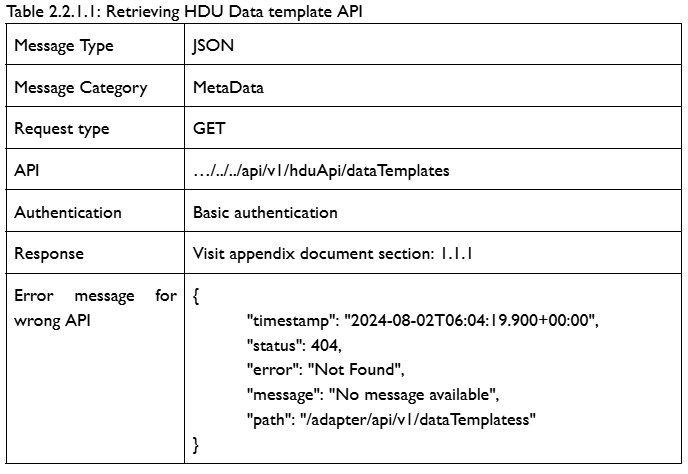 Table 2.2.1.1: Retrieving HDU Data template API
Message Type JSON
Message Category MetaData
Request type GET
API …/../../api/v1/hduApi/dataTemplates
Authentication Basic authentication
Response Visit appendix document section: 1.1.1
Error message for wrong API
{
"timestamp": "2024-08-02T06:04:19.900+00:00",
"status": 404,
"error": "Not Found",
"message": "No message available",
"path": "/adapter/api/v1/dataTemplatess"
}